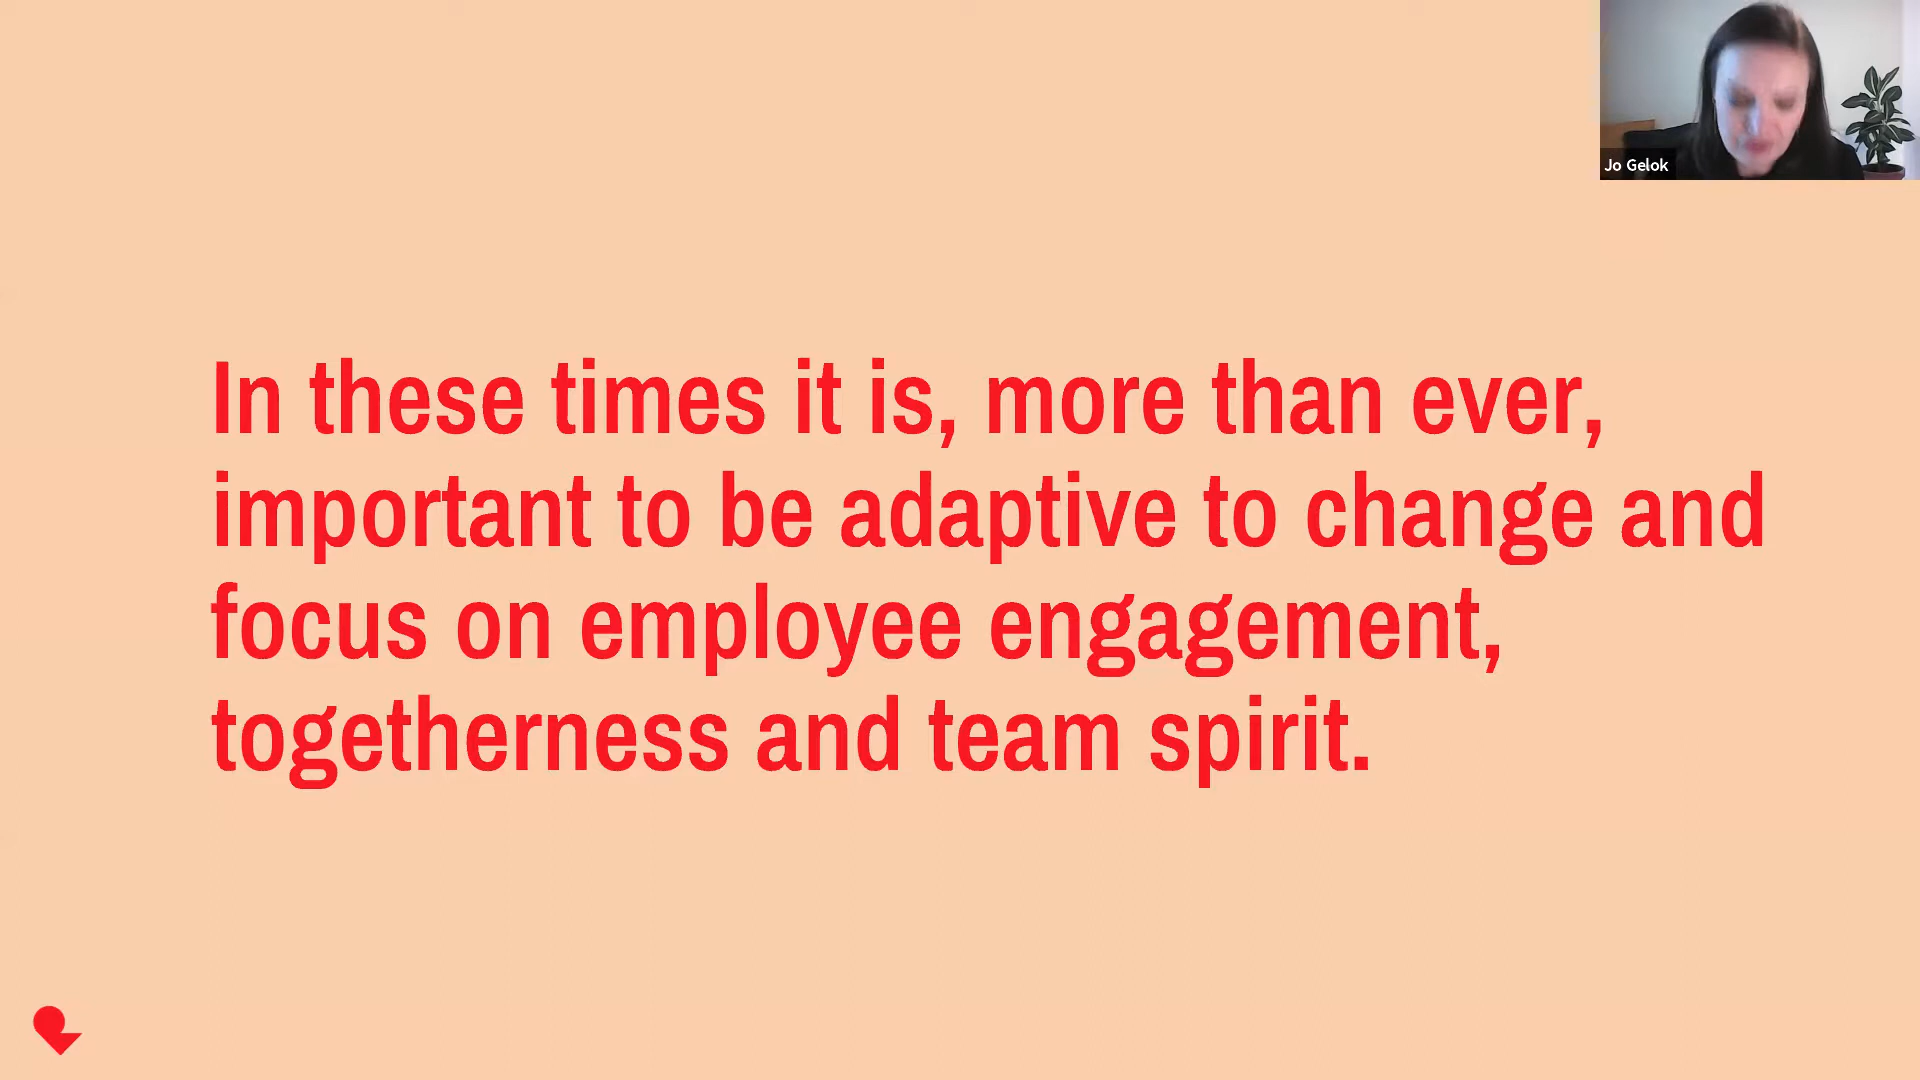 Jo Gelok
In these times it is, more than ever,
important to be adaptive to change and
focus on employee engagement,
togetherness and team spirit.